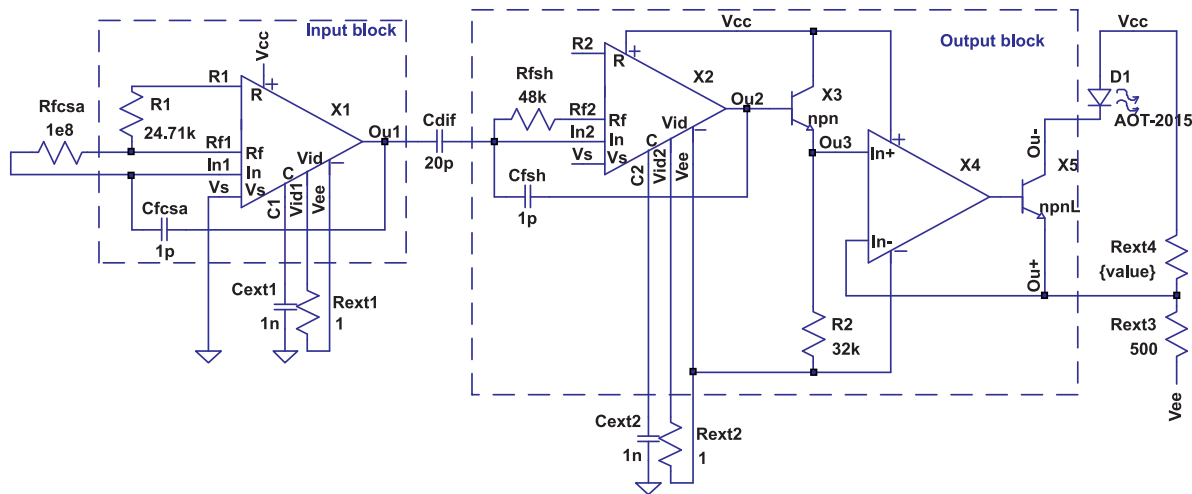 Input block
Vcc
R1
R
X1
R1
24.71k
Rfcsa
1e8
Rf1
Rf
In1
In
Vs
Vs
C
Vid
Ou1
C1
Vid1
Vee
Cfcsa
1p
Cext1
1n
Rext1
1
Cdif
20p
Output block
Vcc
R2
R
X2
Rfsh
48k
Rf2
Rf
In2
In
Vs
Vs
C
Vid
Ou2
C2
Vid2
Vee
Cfsh
1p
Cext2
1n
Rext2
1
X3
npn
Ou3
In+
X4
In-
R2
32k
Vcc
D1
AOT-2015
Ou-
X5
npnL
Ou+
Rext4
{value}
Rext3
500
Vee